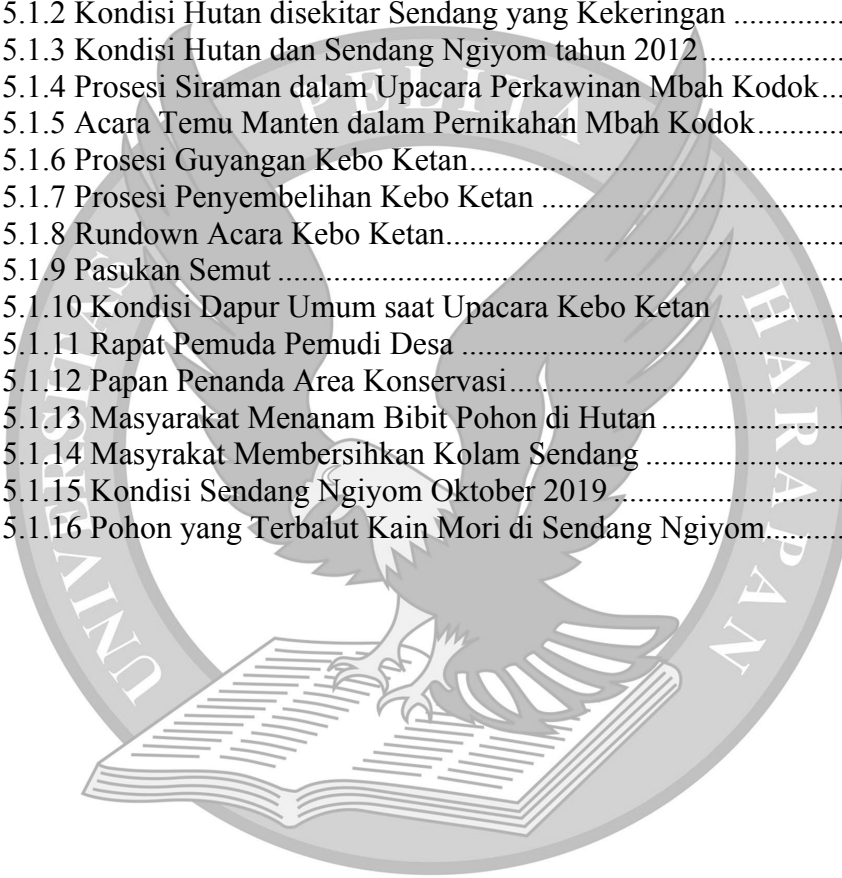 5.1.2 Kondisi Hutan disekitar Sendang yang Kekeringan ..............
5.1.3 Kondisi Hutan dan Sendang Ngiyom tahun 2012..................
5.1.4 Prosesi Siraman dalam Upacara Perkawinan Mbah Kodok...
5.1.5 Acara Temu Manten dalam Pernikahan Mbah Kodok...........
5.1.6 Prosesi Guyangan Kebo Ketan................................................
5.1.7 Prosesi Penyembelihan Kebo Ketan .......................................
5.1.8 Rundown Acara Kebo Ketan...................................................
5.1.9 Pasukan Semut .........................................................................
5.1.10 Kondisi Dapur Umum saat Upacara Kebo Ketan ................
5.1.11 Rapat Pemuda Pemudi Desa .................................................
5.1.12 Papan Penanda Area Konservasi...........................................
5.1.13 Masyarakat Menanam Bibit Pohon di Hutan .......................
5.1.14 Masyrakat Membersihkan Kolam Sendang .........................
5.1.15 Kondisi Sendang Ngiyom Oktober 2019 .............................
5.1.16 Pohon yang Terbalut Kain Mori di Sendang Ngiyom..........
UNIVERSITAS PELITA HARAPAN